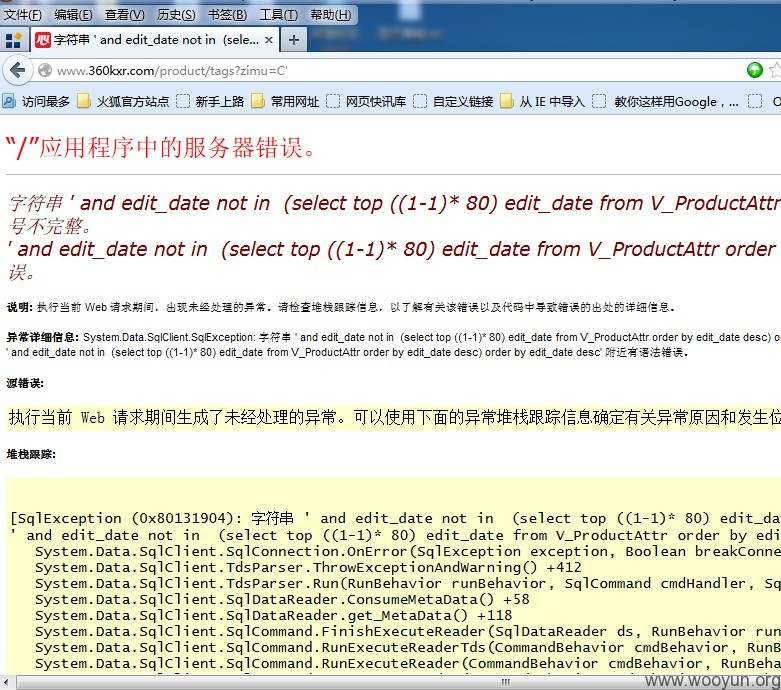 文件(F) 编辑(E) 查看(V) 历史(S) 书签(B) 工具(T) 帮助(H)
字符串 ' and edit_date not in (sele... × +
www.360kxr.com/product/tags?zimu=C'
访问最多 火狐官方站点 新手上路 常用网址 网页快讯库 自定义链接 从 IE 中导入 教你这样用Google，...
“/”应用程序中的服务器错误。
字符串 ' and edit_date not in (select top ((1-1)* 80) edit_date from V_ProductAttr
号不完整。
' and edit_date not in (select top ((1-1)* 80) edit_date from V_ProductAttr order
误。
说明: 执行当前 Web 请求期间，出现未经处理的异常。请检查堆栈跟踪信息，以了解有关该错误以及代码中导致错误的出处的详细信息。
异常详细信息: System.Data.SqlClient.SqlException: 字符串 ' and edit_date not in (select top ((1-1)* 80) edit_date from V_ProductAttr order by edit_date desc) or
' and edit_date not in (select top ((1-1)* 80) edit_date from V_ProductAttr order by edit_date desc) order by edit_date desc' 附近有语法错误。
源错误:
执行当前 Web 请求期间生成了未经处理的异常。可以使用下面的异常堆栈跟踪信息确定有关异常原因和发生位
堆栈跟踪:
[SqlException (0x80131904): 字符串 ' and edit_date not in (select top ((1-1)* 80) edit_da
' and edit_date not in (select top ((1-1)* 80) edit_date from V_ProductAttr order by edi
System.Data.SqlClient.SqlConnection.OnError(SqlException exception, Boolean breakConne
System.Data.SqlClient.TdsParser.ThrowExceptionAndWarning() +412
System.Data.SqlClient.TdsParser.Run(RunBehavior runBehavior, SqlCommand cmdHandler, Sq
System.Data.SqlClient.SqlDataReader.ConsumeMetaData() +58
System.Data.SqlClient.SqlDataReader.get_MetaData() +118
System.Data.SqlClient.SqlCommand.FinishExecuteReader(SqlDataReader ds, RunBehavior run
System.Data.SqlClient.SqlCommand.RunExecuteReaderTds(CommandBehavior cmdBehavior, RunB
System.Data.SqlClient.SqlCommand.RunExecuteReader(CommandBehavior cmdBehavior, RunBeha
www.wooyun.org